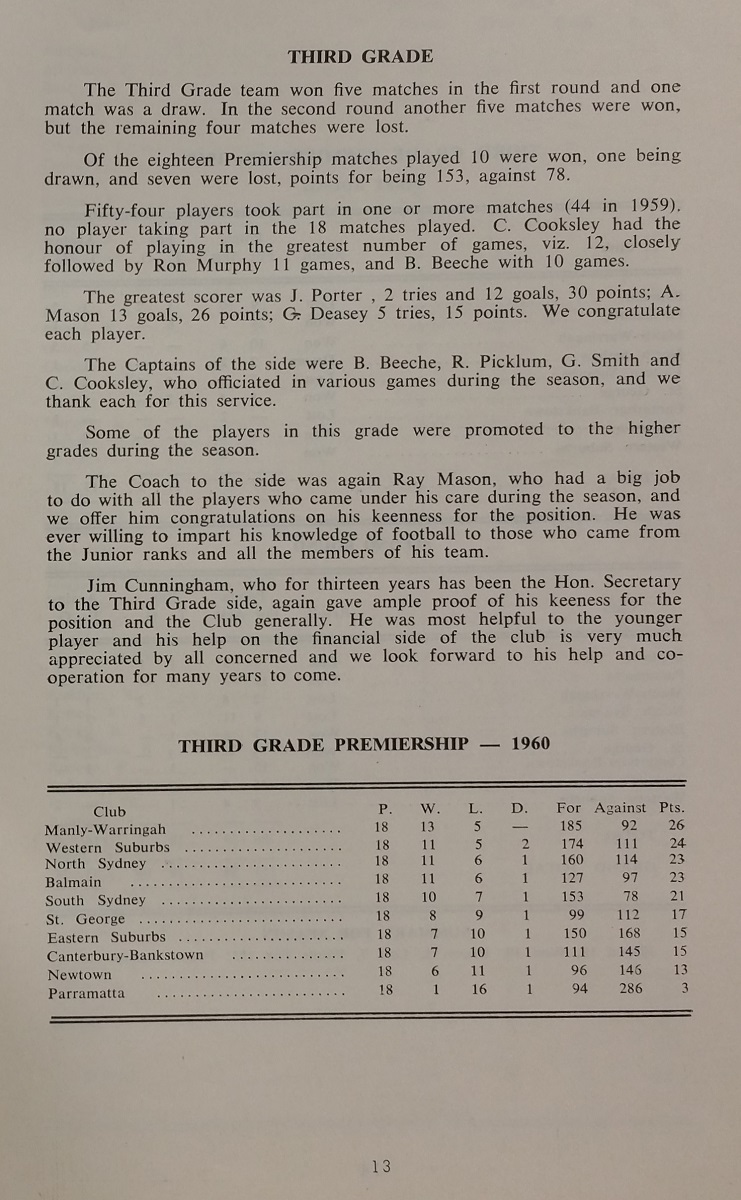 THIRD GRADE
The Third Grade team won five matches in the first round and one
match was a draw. In the second round another five matches were won,
but the remaining four matches were lost.
Of the eighteen Premiership matches played 10 were won, one being
drawn, and seven were lost, points for being 153, against 78.
Fifty-four players took part in one or more matches (44 in 1959).
no player taking part in the 18 matches played. C. Cooksley had the
honour of playing in the greatest number of games, viz. 12, closely
followed by Ron Murphy 11 games, and B. Beeche with 10 games.
The greatest scorer was J. Porter , 2 tries and 12 goals, 30 points; A.
Mason 13 goals, 26 points; G. Deasey 5 tries, 15 points. We congratulate
each player.
The Captains of the side were B. Beeche, R. Picklum, G. Smith and
C. Cooksley, who officiated in various games during the season, and we
thank each for this service.
Some of the players in this grade were promoted to the higher
grades during the season.
The Coach to the side was again Ray Mason, who had a big job
to do with all the players who came under his care during the season, and
we offer him congratulations on his keenness for the position. He was
ever willing to impart his knowledge of football to those who came from
the Junior ranks and all the members of his team.
Jim Cunningham, who for thirteen years has been the Hon. Secretary
to the Third Grade side, again gave ample proof of his keeness for the
position and the Club generally. He was most helpful to the younger
player and his help on the financial side of the club is very much
appreciated by all concerned and we look forward to his help and co-
operation for many years to come.
THIRD GRADE PREMIERSHIP — 1960
Club P. W. L. D. For Against Pts.
Manly-Warringah .................... 18 13 5 — 185 92 26
Western Suburbs ..................... 18 11 5 2 174 111 24
North Sydney ........................ 18 11 6 1 160 114 23
Balmain ............................ 18 11 6 1 127 97 23
South Sydney ........................ 18 10 7 1 153 78 21
St. George ........................... 18 8 9 1 99 112 17
Eastern Suburbs ...................... 18 7 10 1 150 168 15
Canterbury-Bankstown ............... 18 7 10 1 111 145 15
Newtown ........................... 18 6 11 1 96 146 13
Parramatta ......................... 18 1 16 1 94 286 3
13